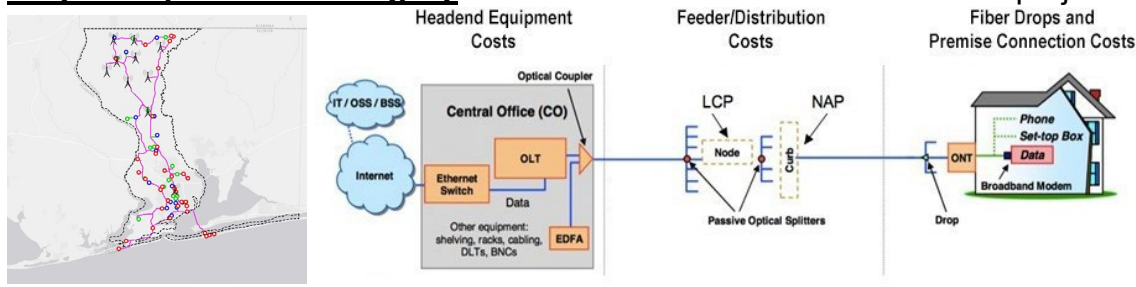 Headend Equipment
Costs
Feeder/Distribution
Costs
Fiber Drops and
Premise Connection Costs
Optical Coupler
IT / OSS / BSS
Central Office (CO)
LCP
NAP
Phone
Set-top Box
Data
OLT
Node
Curb
ONT
Internet
Ethernet
Switch
Data
Broadband Modem
Passive Optical Splitters
Drop
Other equipment:
shelving, racks, cabling,
DLTs, BNCs
EDFA